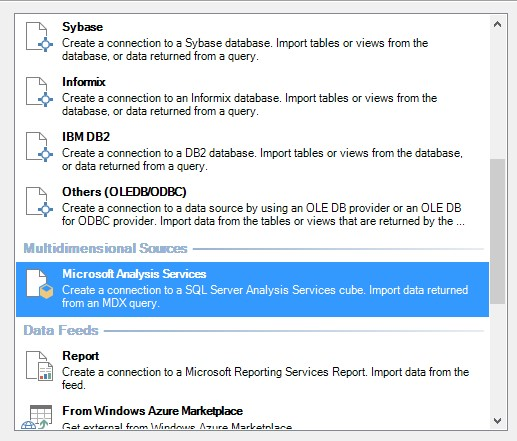 Sybase
Create a connection to a Sybase database. Import tables or views from the
database, or data returned from a query.
Informix
Create a connection to an Informix database. Import tables or views from the
database, or data returned from a query.
IBM DB2
Create a connection to a DB2 database. Import tables or views from the database,
or data returned from a query.
Others (OLEDB/ODBC)
Create a connection to a data source by using an OLE DB provider or an OLE DB
for ODBC provider. Import data from the tables or views that are returned by the ...
Multidimensional Sources
Microsoft Analysis Services
Create a connection to a SQL Server Analysis Services cube. Import data returned
from an MDX query.
Data Feeds
Report
Create a connection to a Microsoft Reporting Services Report. Import data from the
feed.
From Windows Azure Marketplace
Get external from Windows Azure Marketplace